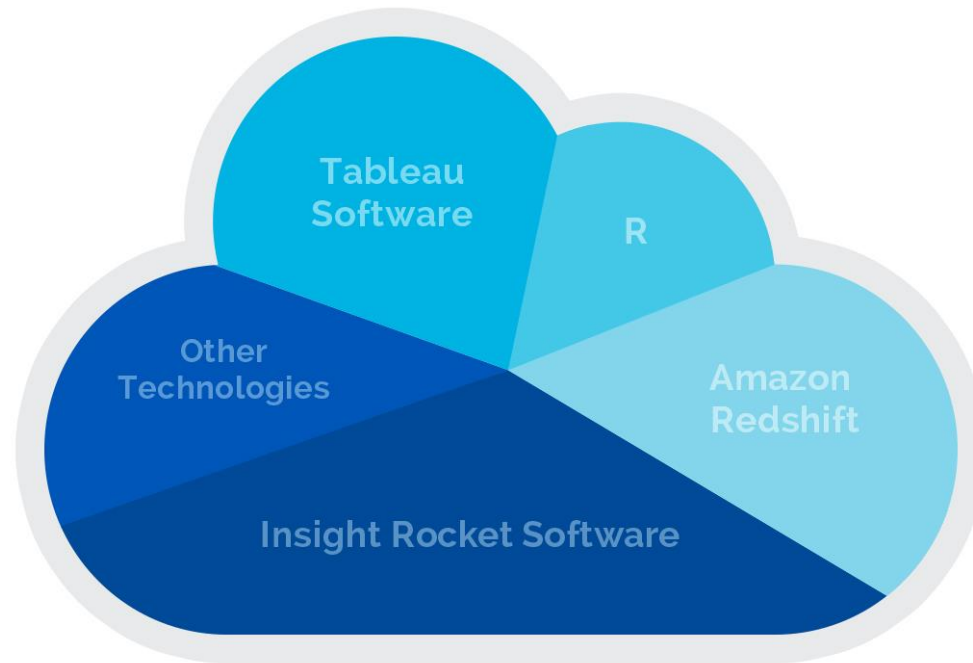 Tableau
Software
R
Other
Technologies
Amazon
Redshift
Insight Rocket Software